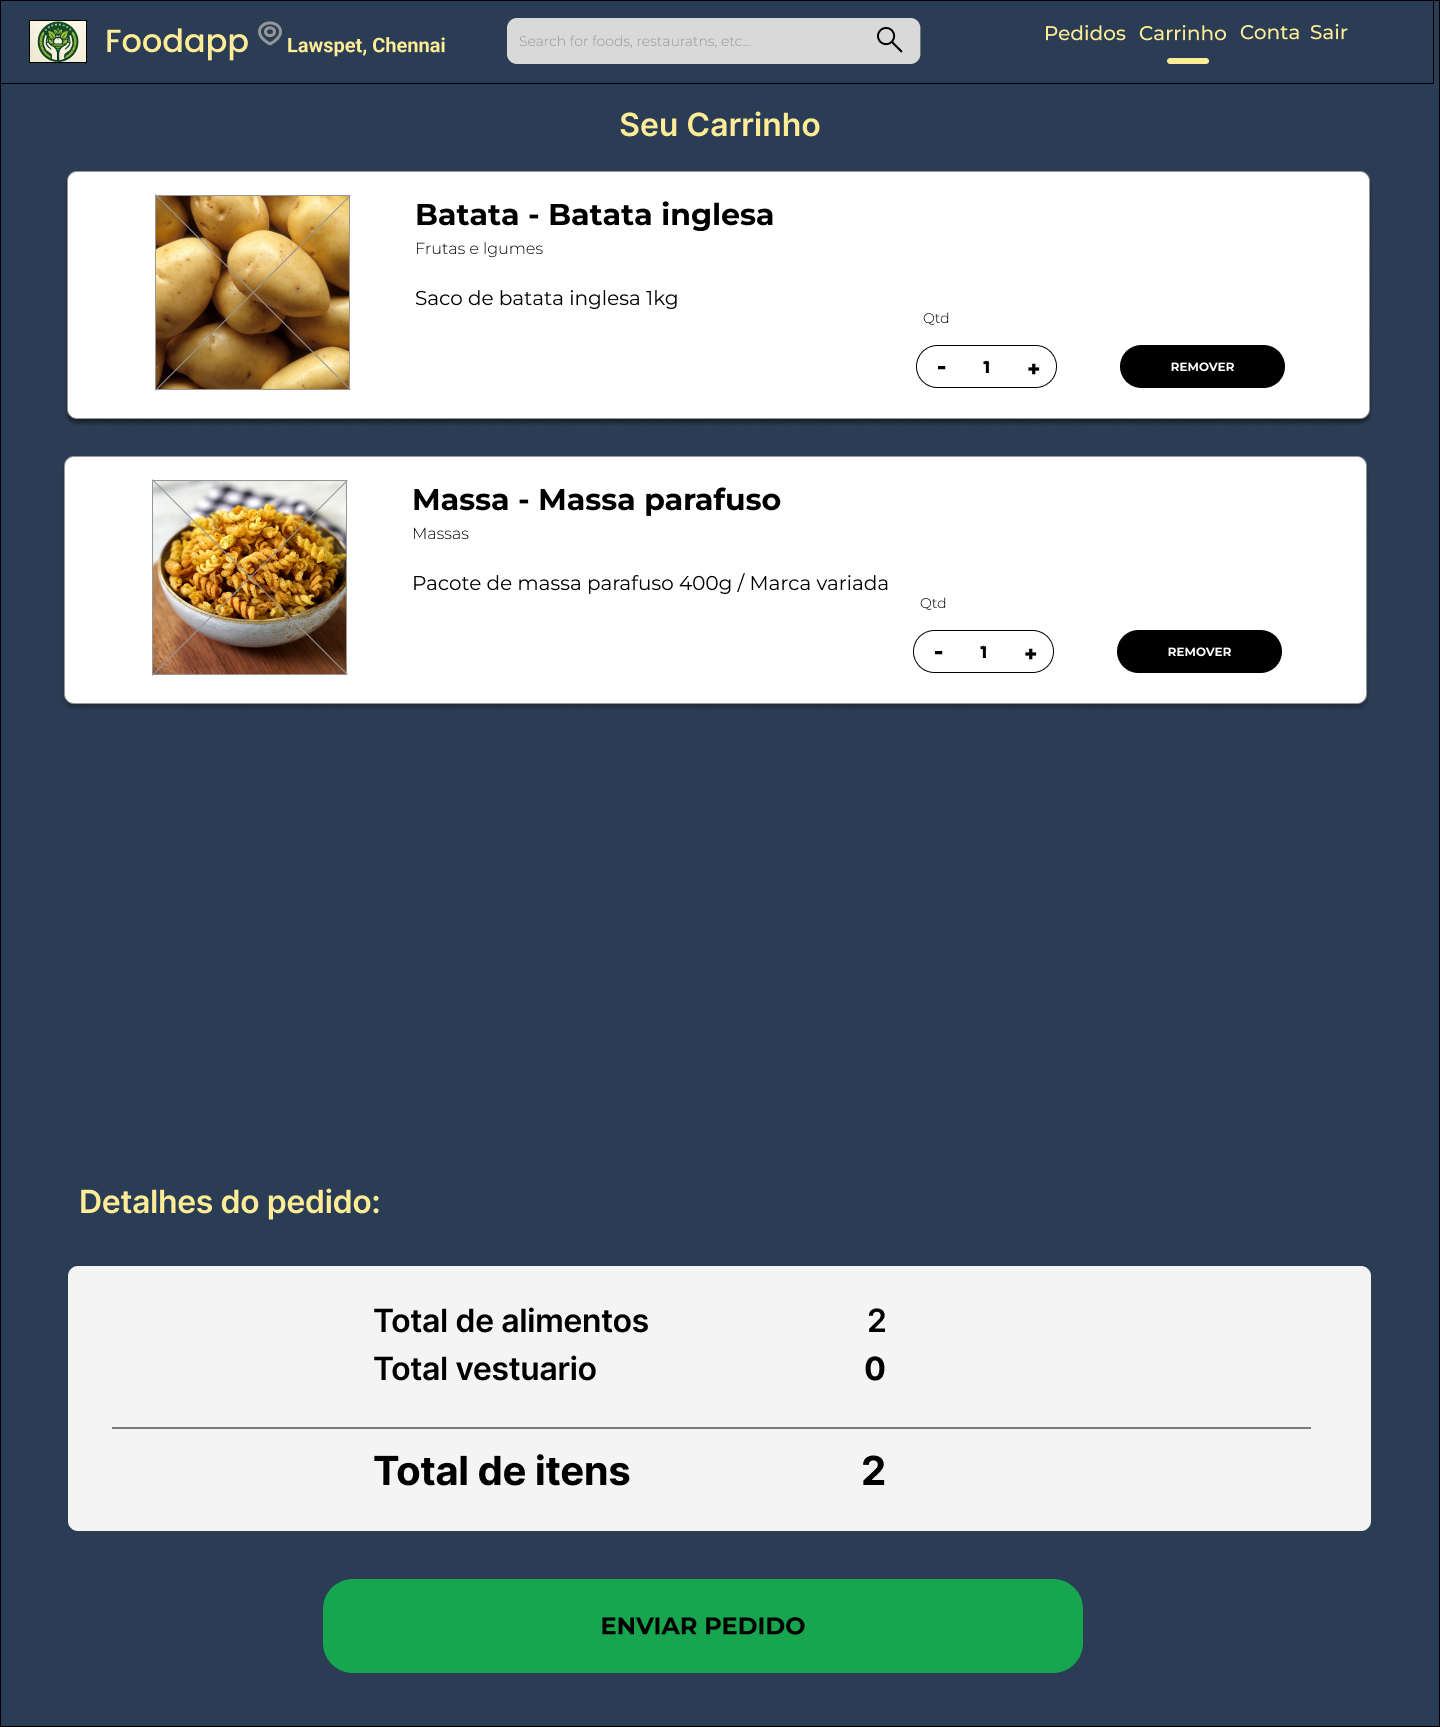 Foodapp
Lawspet, Chennai
Search for foods, restauratns, etc...
Pedidos Carrinho Conta Sair
Seu Carrinho
Batata - Batata inglesa
Frutas e lgumes
Saco de batata inglesa 1kg
Qtd
- 1 +
REMOVER
Massa - Massa parafuso
Massas
Pacote de massa parafuso 400g / Marca variada
Qtd
- 1 +
REMOVER
Detalhes do pedido:
Total de alimentos 2
Total vestuario 0
Total de itens 2
ENVIAR PEDIDO